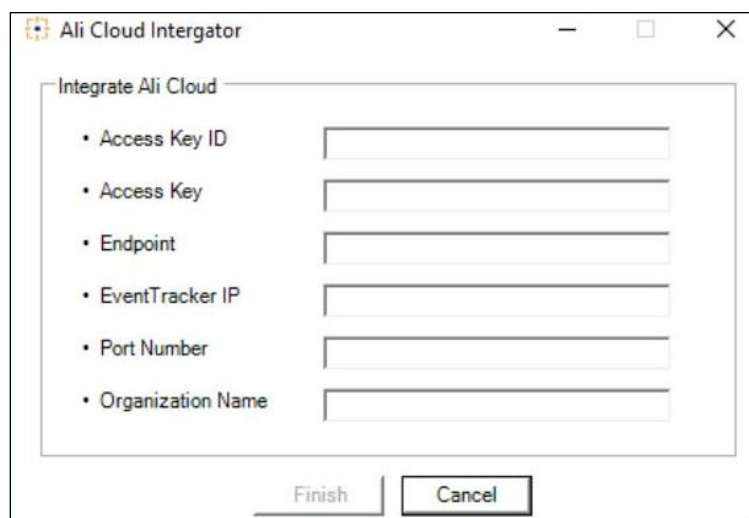 Ali Cloud Intergator
Integrate Ali Cloud
• Access Key ID
• Access Key
• Endpoint
• EventTracker IP
• Port Number
• Organization Name
Finish Cancel